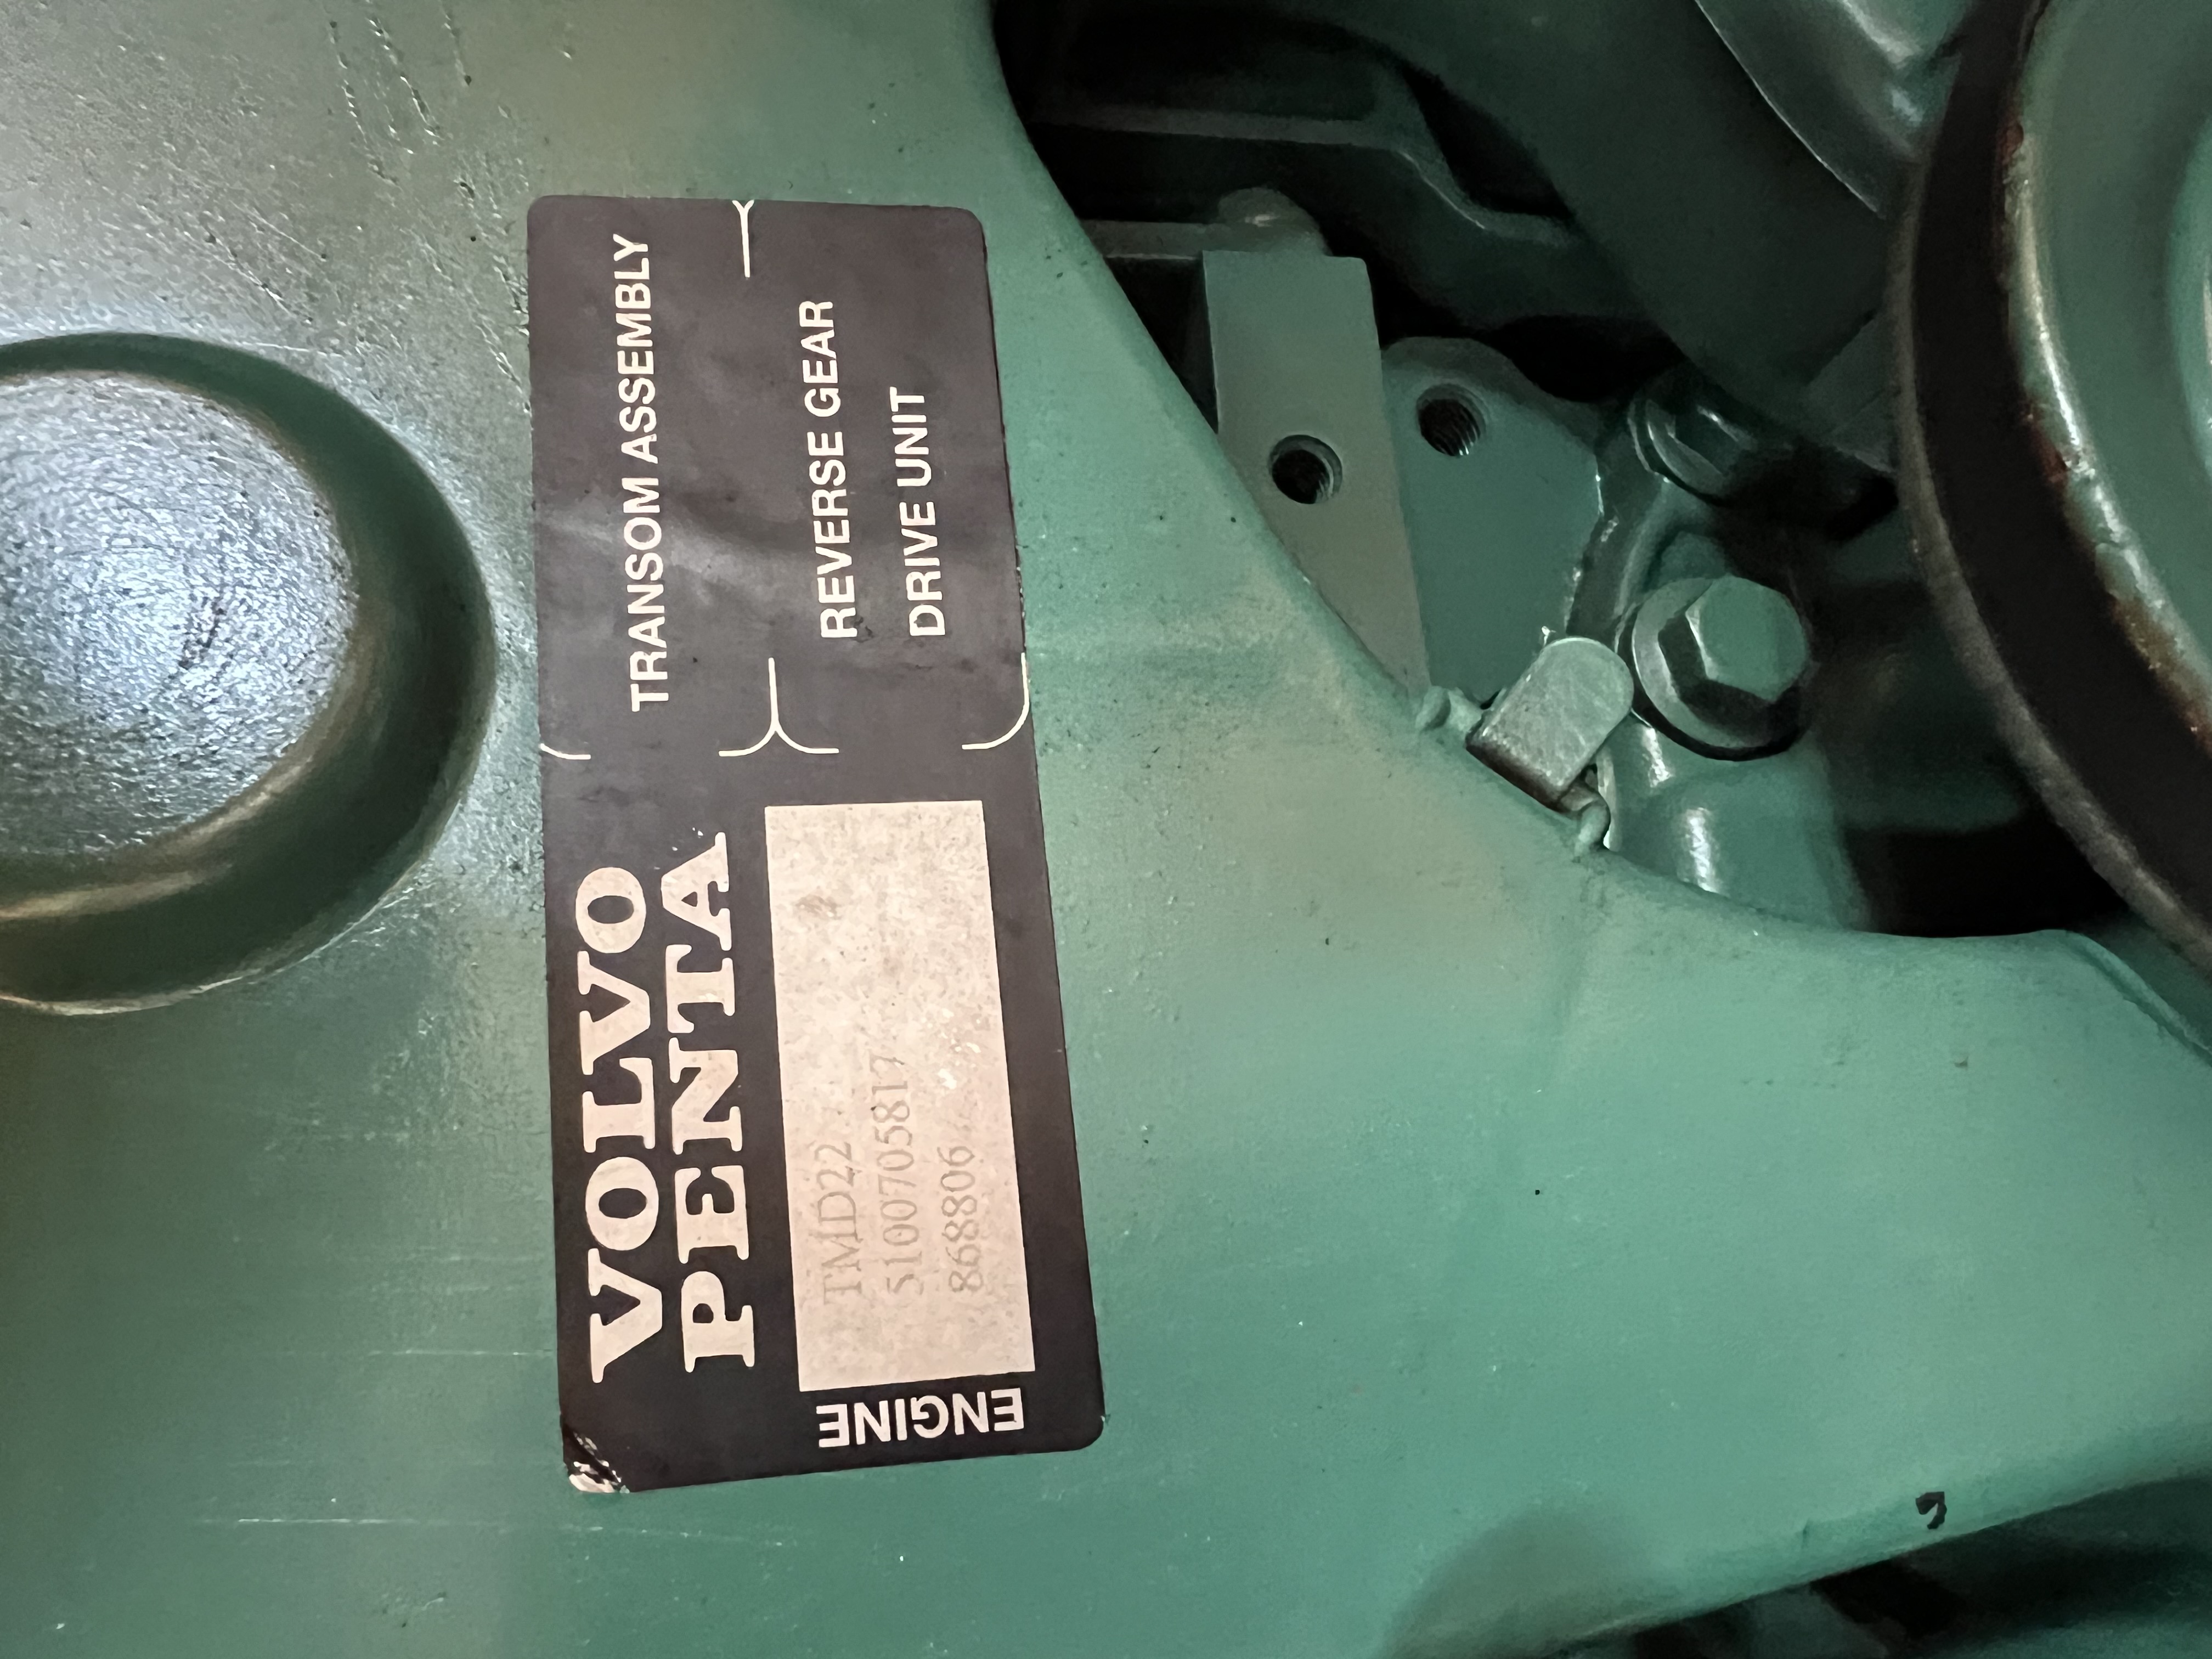 VOLVO
PENTA
ENGINE
TMD22
5100705817
868806
TRANSOM ASSEMBLY
REVERSE GEAR
DRIVE UNIT